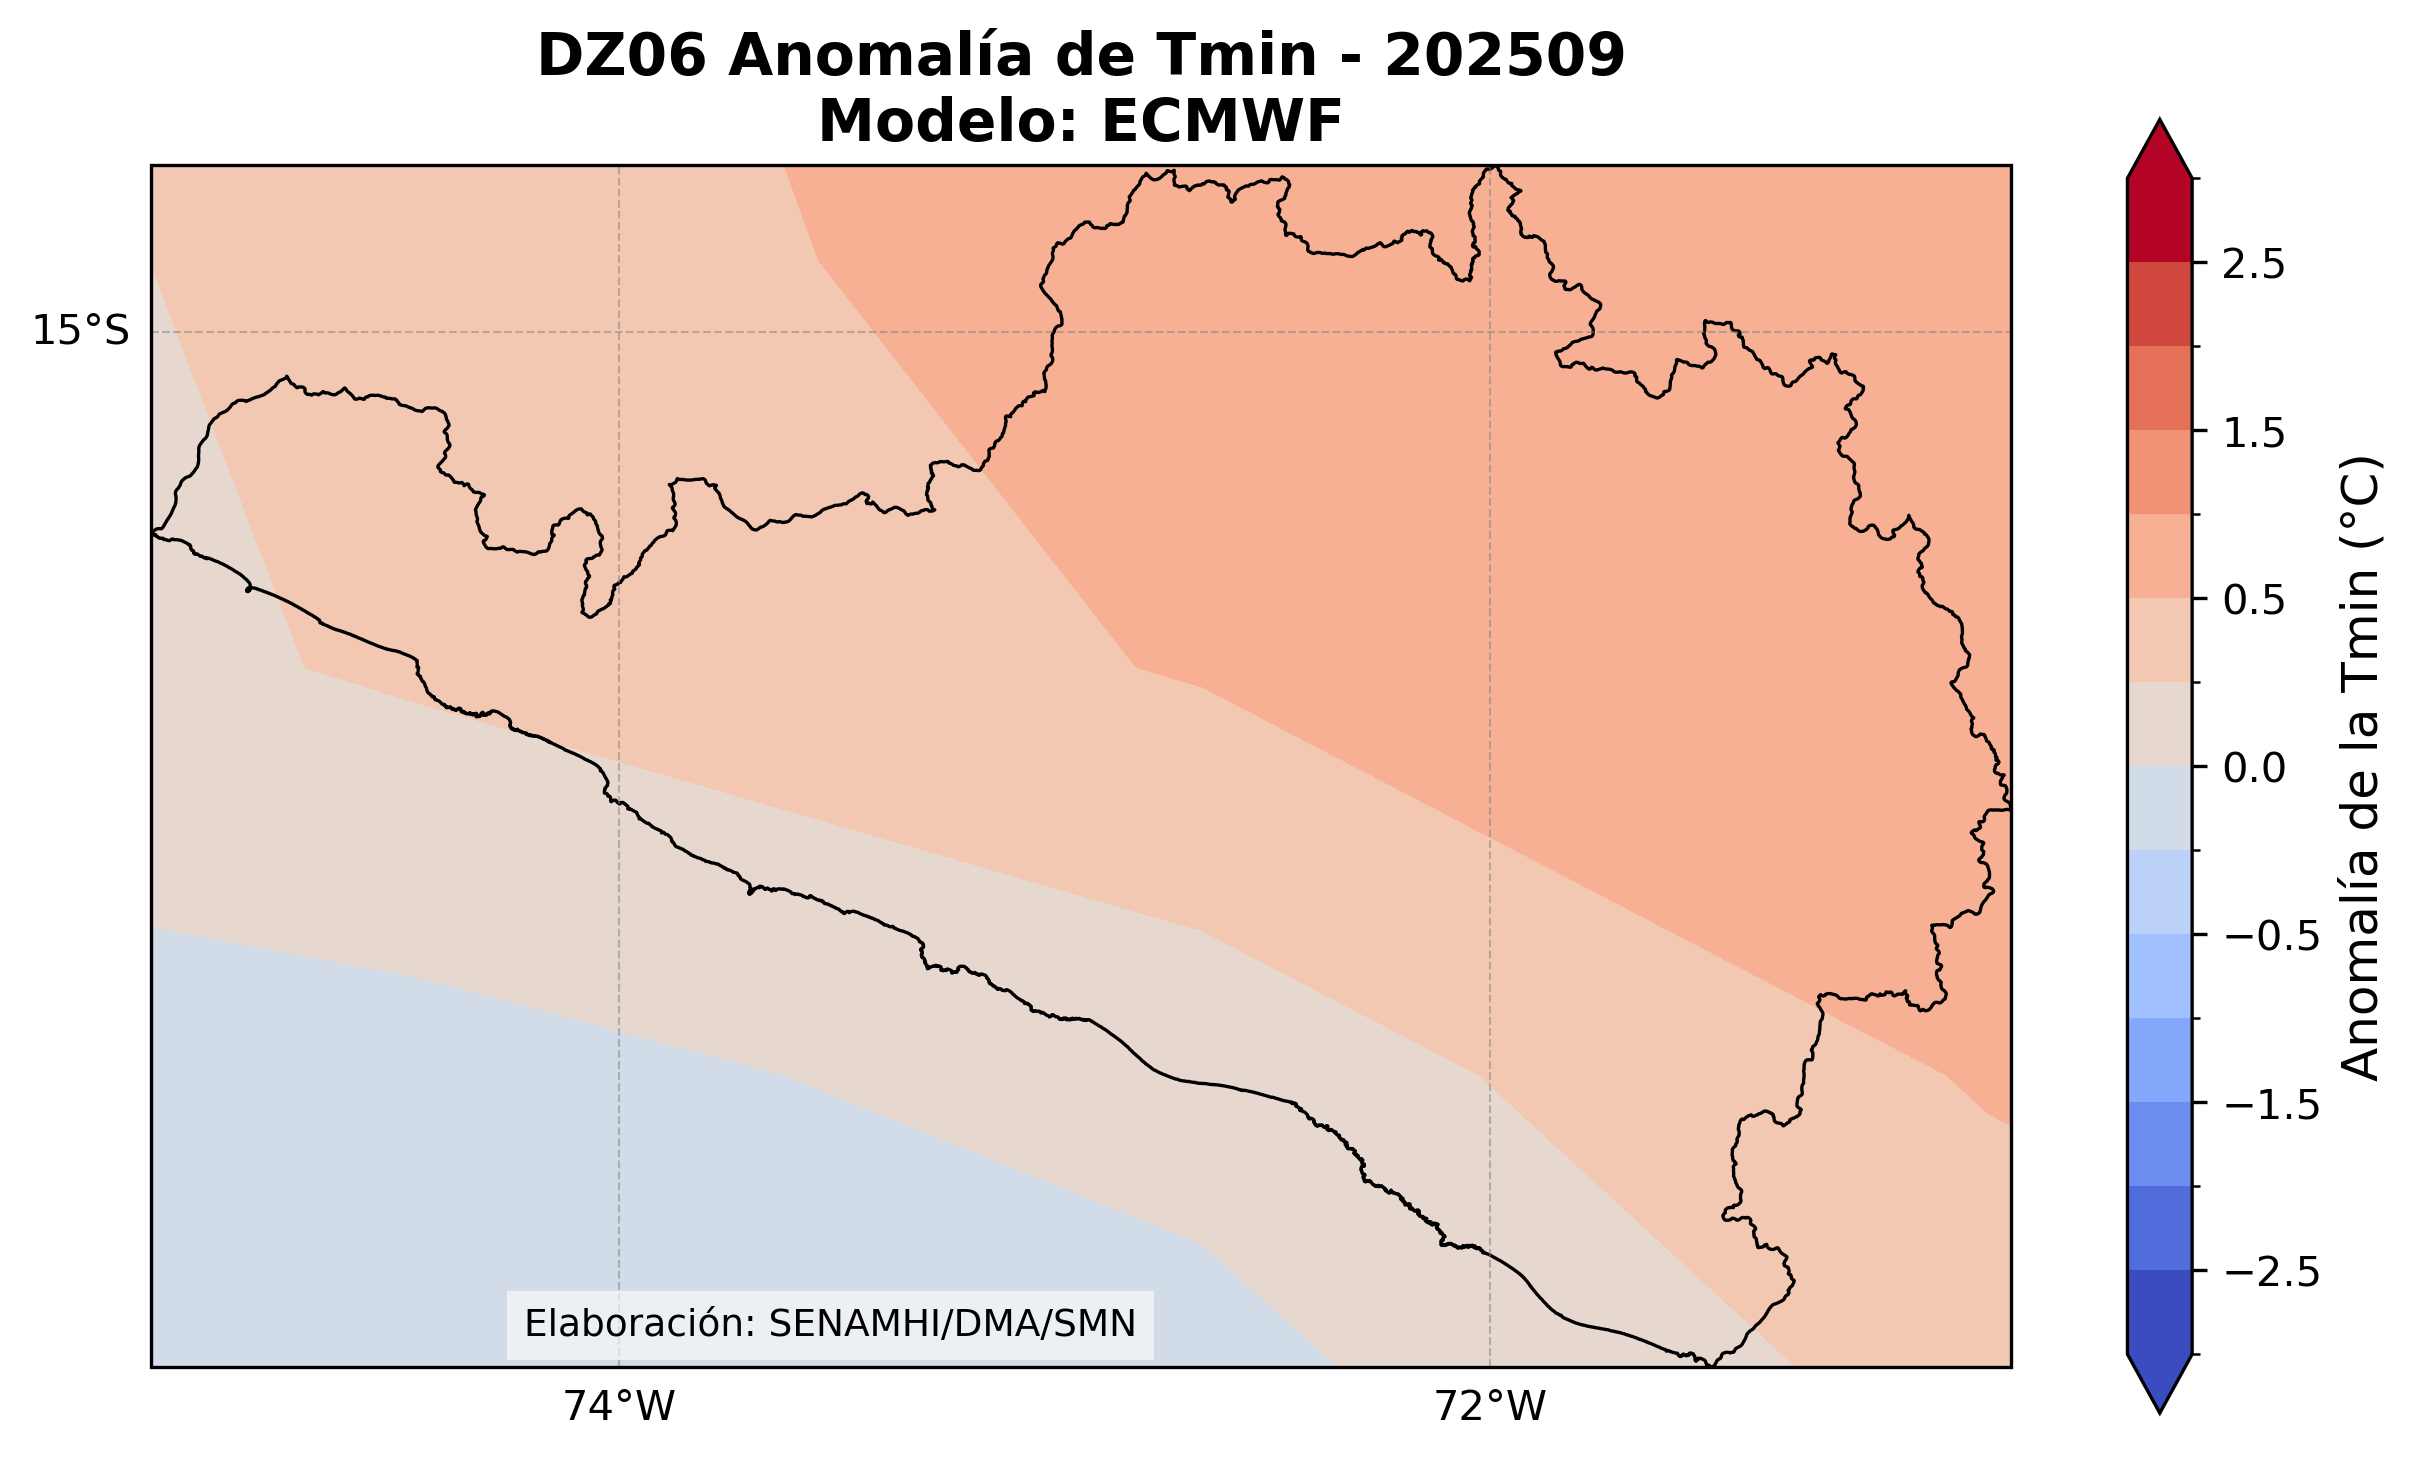 DZ06 Anomalía de Tmin - 202509
Modelo: ECMWF
15°S
74°W
72°W
Elaboración: SENAMHI/DMA/SMN
2.5
1.5
0.5
0.0
−0.5
−1.5
−2.5
Anomalía de la Tmin (°C)